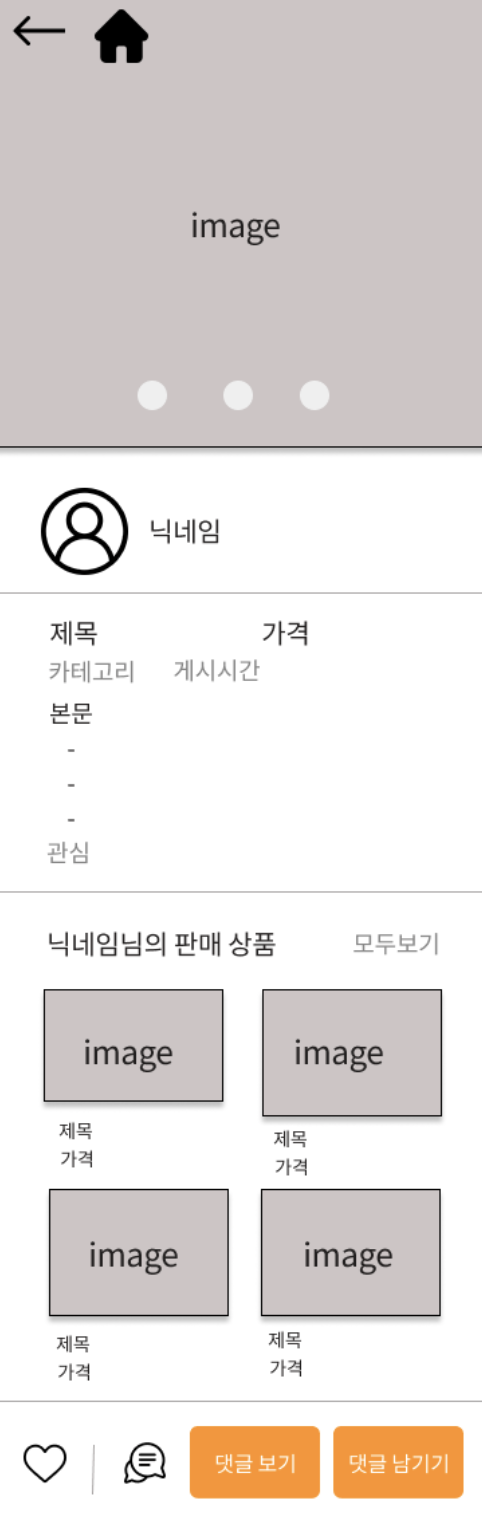 image
닉네임
제목 가격
카테고리 게시시간
본문
-
-
-
관심
닉네임님의 판매 상품 모두보기
image image
제목 제목
가격 가격
image image
제목 제목
가격 가격
댓글 보기 댓글 남기기